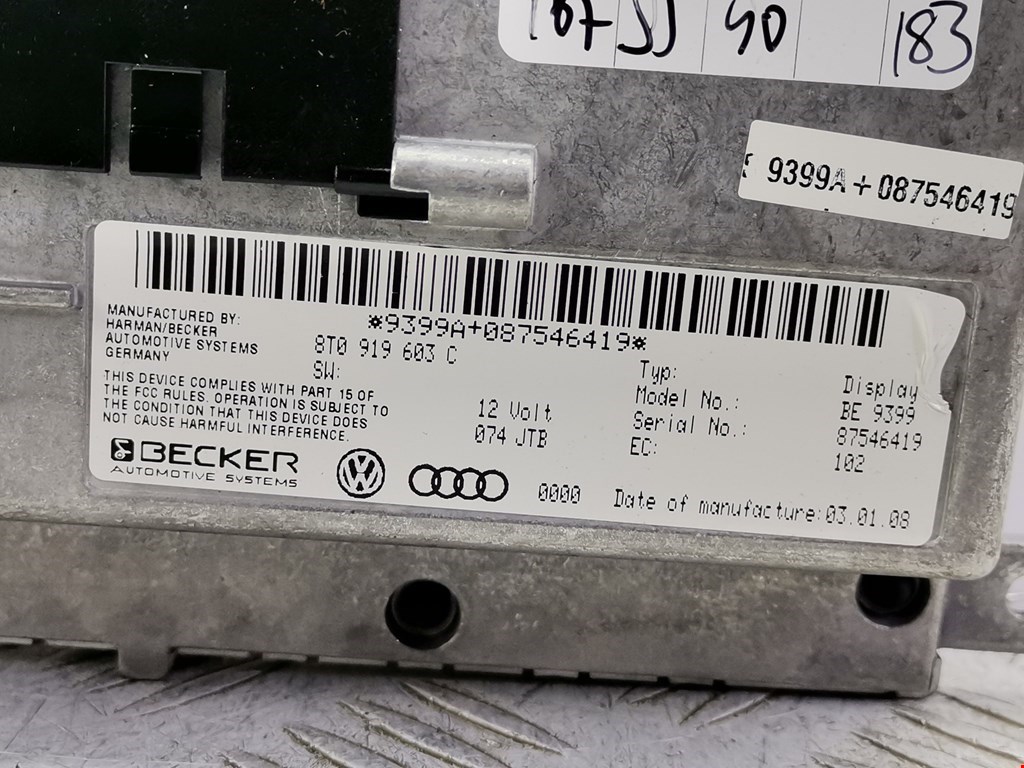 183
9399A+087546419
*9399A+087546419*
MANUFACTURED BY:
HARMAN/BECKER
AUTOMOTIVE SYSTEMS
GERMANY
8T0 919 603 C
SW:
THIS DEVICE COMPLIES WITH PART 15 OF
THE FCC RULES. OPERATION IS SUBJECT TO
THE CONDITION THAT THIS DEVICE DOES
NOT CAUSE HARMFUL INTERFERENCE.
12 Volt
074 JTB
Typ: Display
Model No.: BE 9399
Serial No.: 87546419
EC: 102
BECKER
AUTOMOTIVE SYSTEMS
VW
0000
Date of manufacture:03.01.08